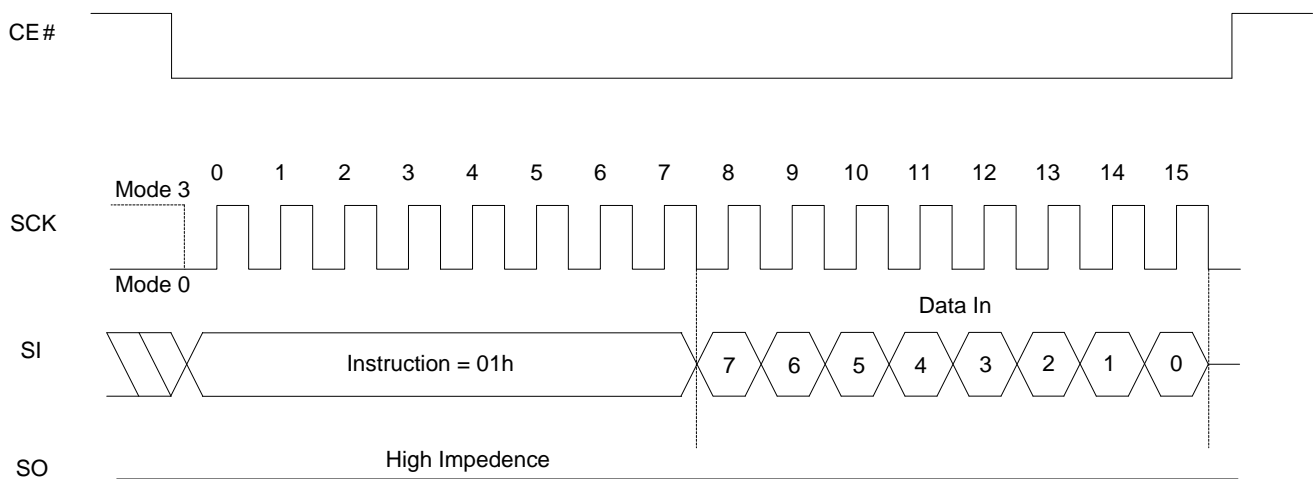 CE#
0 1 2 3 4 5 6 7 8 9 10 11 12 13 14 15
Mode 3
SCK
Mode 0
Data In
SI
Instruction = 01h
7 6 5 4 3 2 1 0
High Impedence
SO